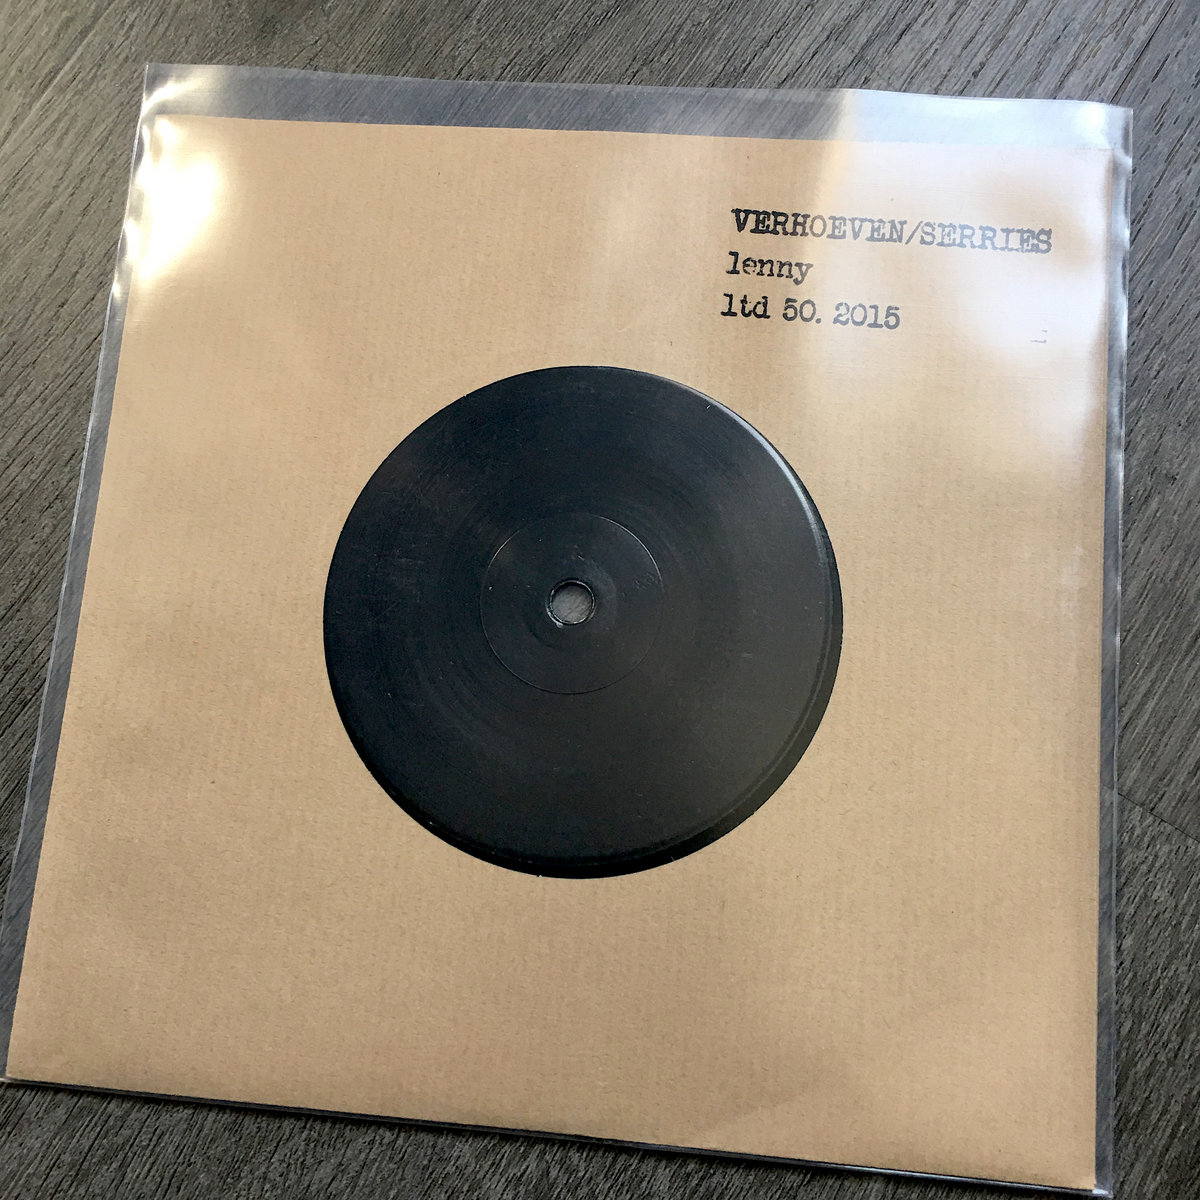 VERHOEVEN/SERRIES
lenny
ltd 50. 2015